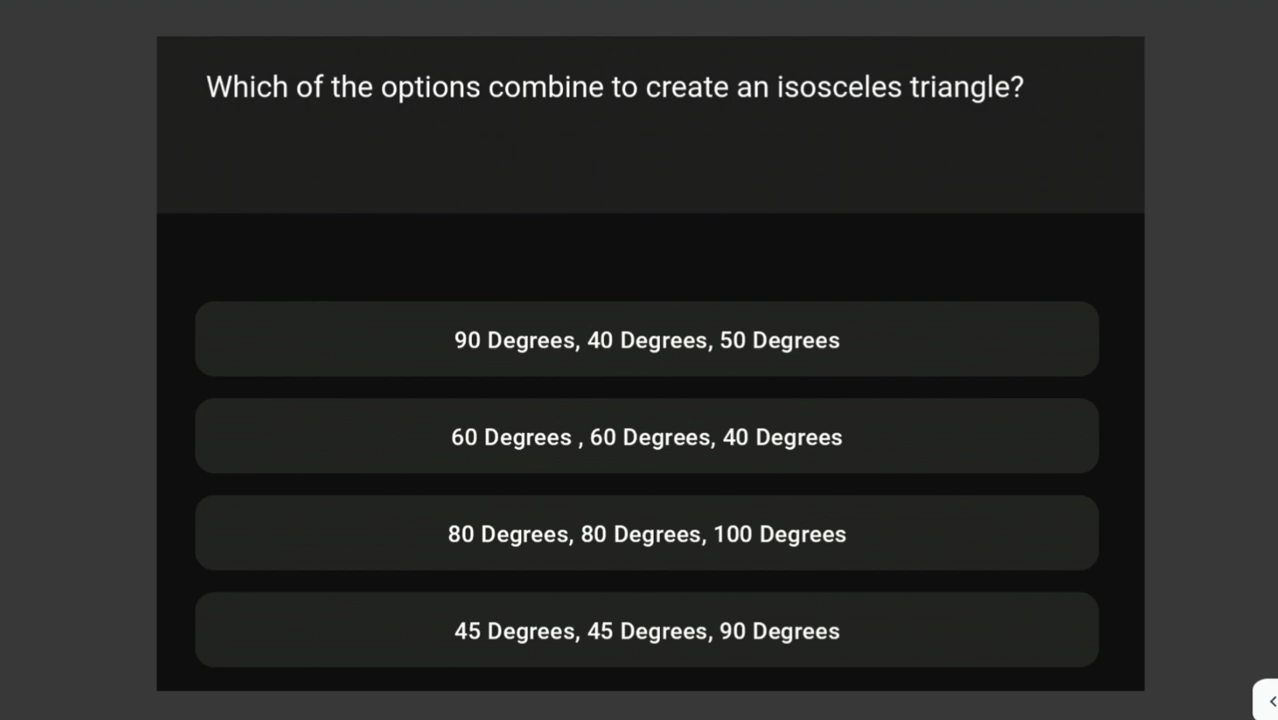 Which of the options combine to create an isosceles triangle?
90 Degrees, 40 Degrees, 50 Degrees
60 Degrees , 60 Degrees, 40 Degrees
80 Degrees, 80 Degrees, 100 Degrees
45 Degrees, 45 Degrees, 90 Degrees